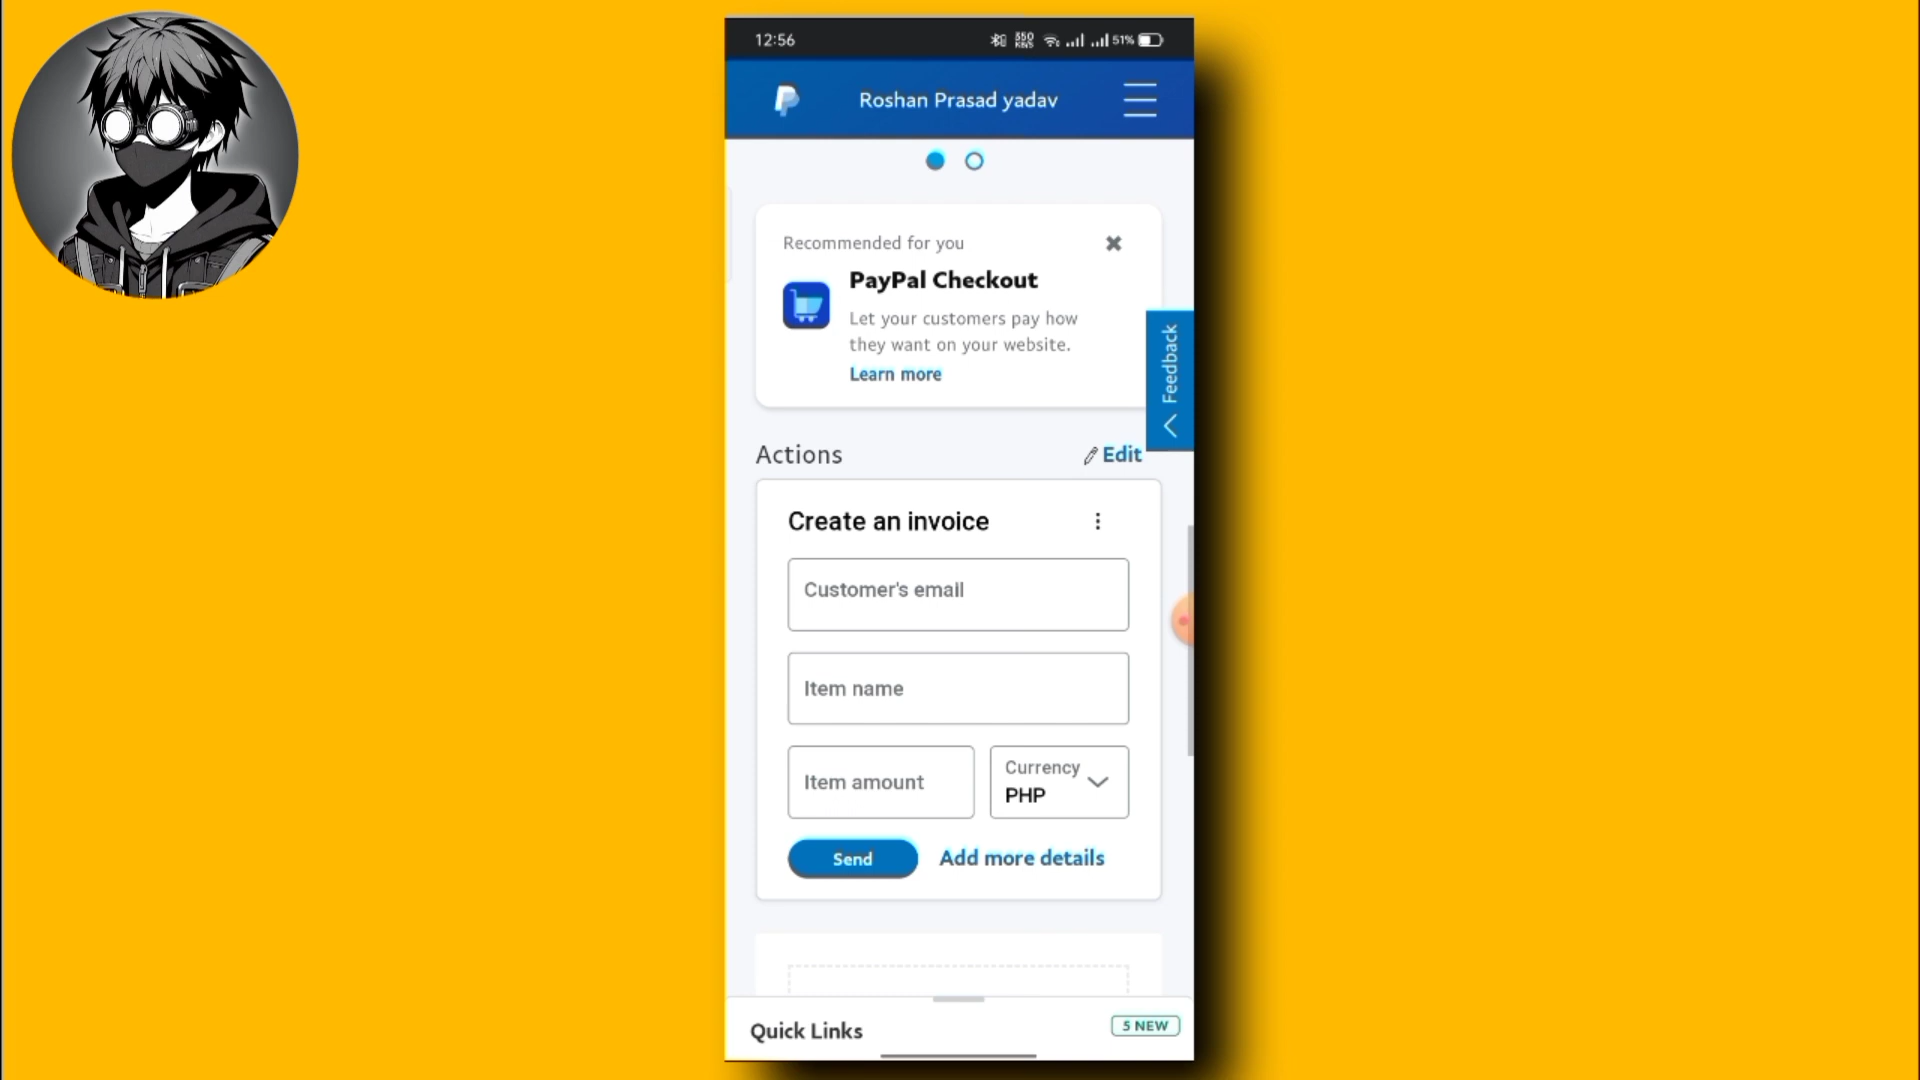 12:56
350
KB/S
51%
Roshan Prasad yadav
Recommended for you
PayPal Checkout
Let your customers pay how
they want on your website.
Learn more
Feedback
Actions
Edit
Create an invoice
Customer's email
Item name
Item amount
Currency
PHP
Send
Add more details
Quick Links
5 NEW